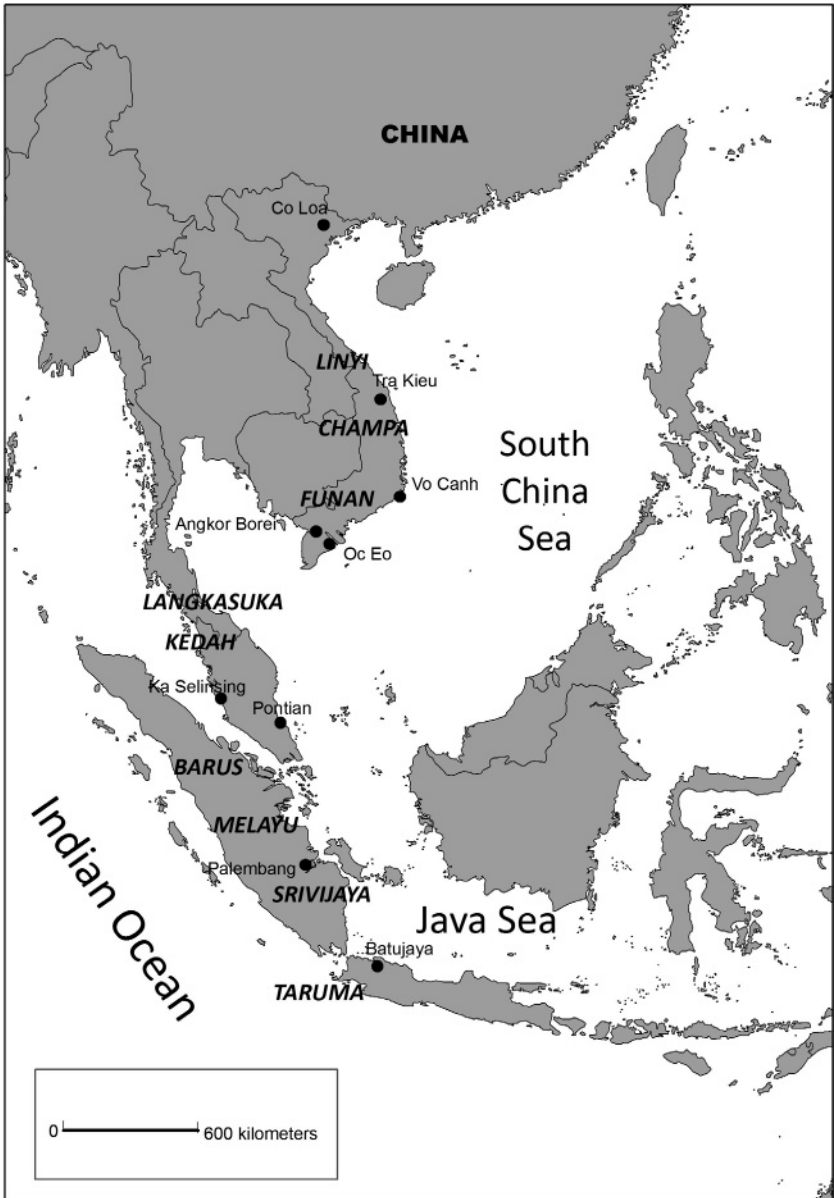 CHINA
Co Loa
LINYI
Tra Kieu
CHAMPA
South
China
Sea
FUNAN
Vo Canh
Angkor Borei
Oc Eo
LANGKASUKA
KEDAH
Ka Selinsing
Pontian
BARUS
MELAYU
Palembang
SRIVIJAYA
Indian Ocean
Java Sea
Batujaya
TARUMA
0 600 kilometers